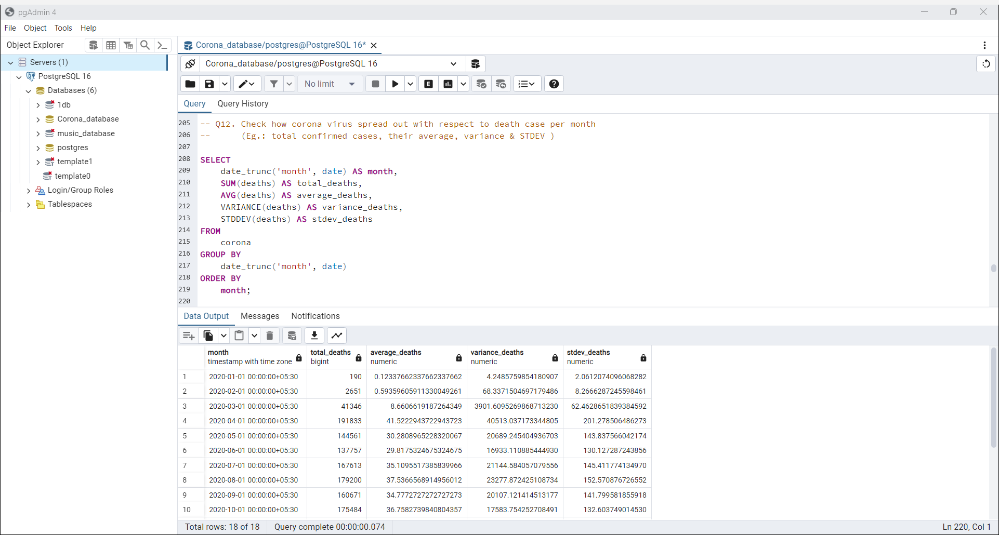 pgAdmin 4
File Object Tools Help
Object Explorer
Servers (1)
PostgreSQL 16
Databases (6)
1db
Corona_database
music_database
postgres
template1
template0
Login/Group Roles
Tablespaces
Corona_database/postgres@PostgreSQL 16*
Corona_database/postgres@PostgreSQL 16
No limit
E
Query Query History
205 -- Q12. Check how corona virus spread out with respect to death case per month
206 -- (Eg.: total confirmed cases, their average, variance & STDEV )
207
208 SELECT
209 date_trunc('month', date) AS month,
210 SUM(deaths) AS total_deaths,
211 AVG(deaths) AS average_deaths,
212 VARIANCE(deaths) AS variance_deaths,
213 STDDEV(deaths) AS stdev_deaths
214 FROM
215 corona
216 GROUP BY
217 date_trunc('month', date)
218 ORDER BY
219 month;
220
Data Output Messages Notifications
month total_deaths average_deaths variance_deaths stdev_deaths
timestamp with time zone bigint numeric numeric numeric
1 2020-01-01 00:00:00+05:30 190 0.12337662337662337662 4.2485759854180907 2.0612074096068282
2 2020-02-01 00:00:00+05:30 2651 0.59359605911330049261 68.3371504697179486 8.2666287245598461
3 2020-03-01 00:00:00+05:30 41346 8.6606619187264349 3901.6095269868713230 62.4628651839384592
4 2020-04-01 00:00:00+05:30 191833 41.5222943722943723 40513.037173344805 201.278506486273
5 2020-05-01 00:00:00+05:30 144561 30.2808965228320067 20689.245404936703 143.837566042174
6 2020-06-01 00:00:00+05:30 137757 29.8175324675324675 16933.110885444930 130.127287243856
7 2020-07-01 00:00:00+05:30 167613 35.1095517385839966 21144.584057079556 145.411774134970
8 2020-08-01 00:00:00+05:30 179200 37.5366568914956012 23277.872425108734 152.570876726552
9 2020-09-01 00:00:00+05:30 160671 34.7772727272727273 20107.121414513177 141.799581855918
10 2020-10-01 00:00:00+05:30 175484 36.7582739840804357 17583.754252708491 132.603749014530
Total rows: 18 of 18 Query complete 00:00:00.074 Ln 220, Col 1